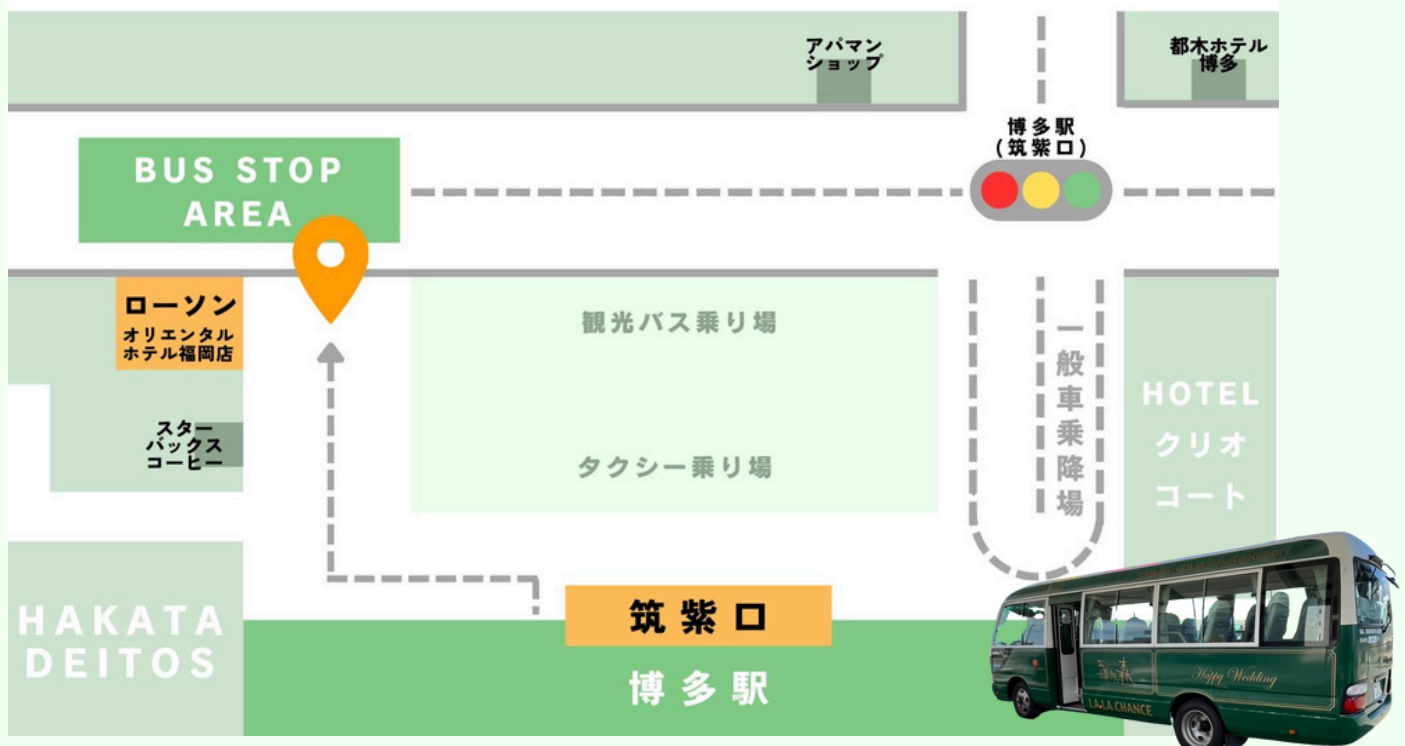 アパマン
ショップ
都木ホテル
博多
博多駅
(筑紫口)
BUS STOP
AREA
ローソン
オリエンタル
ホテル福岡店
観光バス乗り場
一般車乗降場
HOTEL
クリオ
コート
スター
バックス
コーヒー
タクシー乗り場
HAKATA
DEITOS
筑紫口
博多駅
Happy Wedding
LA.LA CHANCE